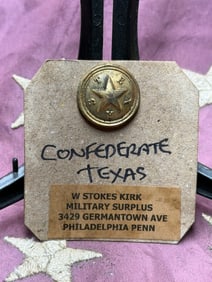 CONFEDERATE
TEXAS
W STOKES KIRK
MILITARY SURPLUS
3429 GERMANTOWN AVE
PHILADELPHIA PENN